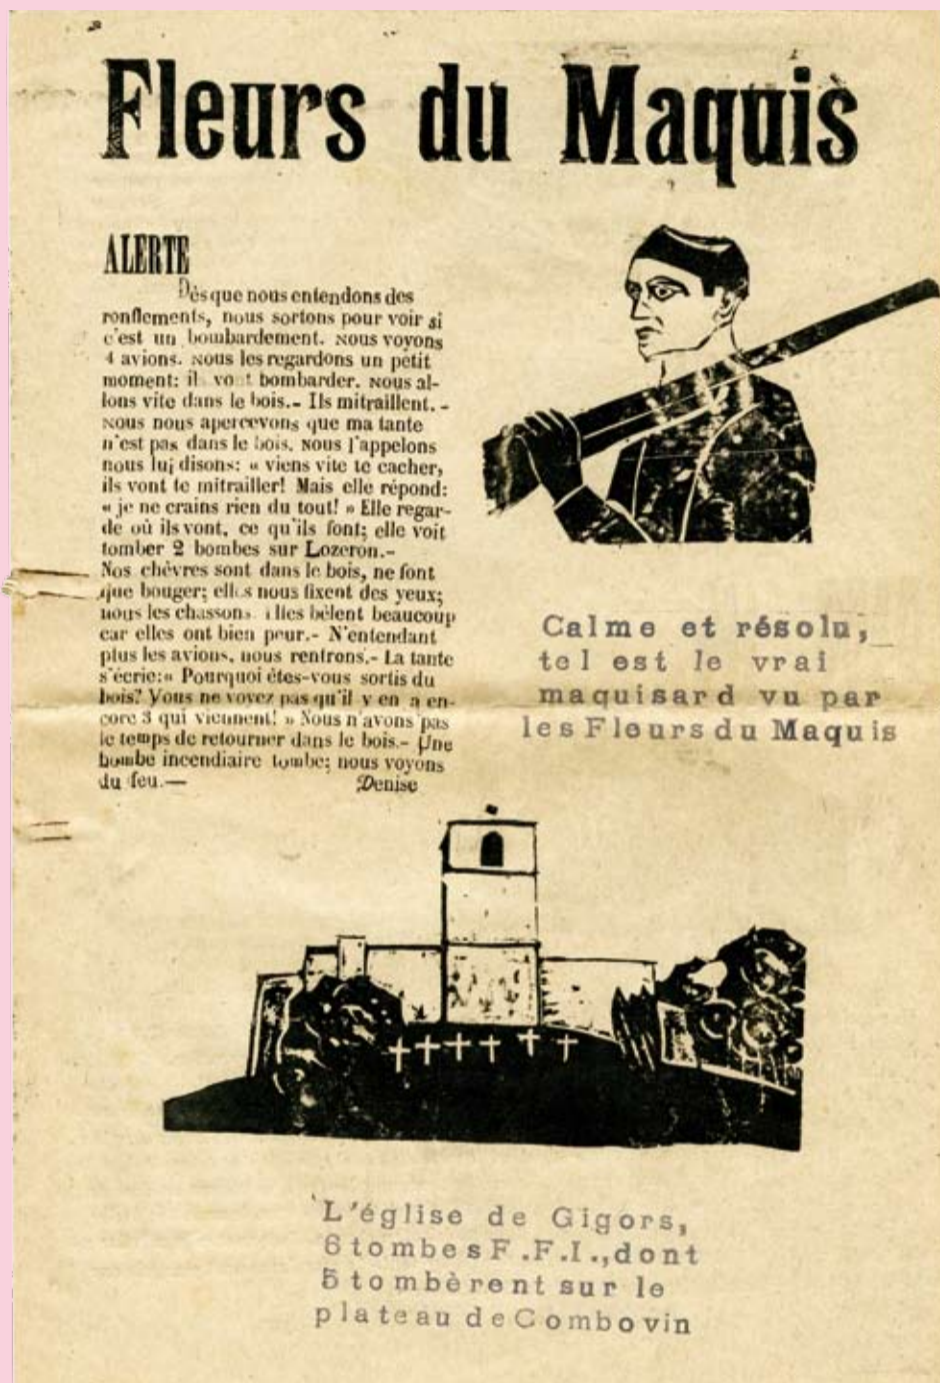 Fleurs du Maquis
ALERTE
Dès que nous entendons des
ronflements, nous sortons pour voir si
c'est un bombardement. Nous voyons
4 avions. Nous les regardons un petit
moment: il vo t bombarder. Nous al-
lons vite dans le bois.- Ils mitraillent. -
Nous nous apercevons que ma tante
n'est pas dans le bois. Nous l'appelons
nous lui disons: « viens vite te cacher,
ils vont te mitrailler! Mais elle répond:
« je ne crains rien du tout! » Elle regar-
de où ils vont, ce qu'ils font; elle voit
tomber 2 bombes sur Lozeron.-
Nos chèvres sont dans le bois, ne font
que bouger; elles nous fixent des yeux;
nous les chassons. elles bêlent beaucoup
car elles ont bien peur.- N'entendant
plus les avions, nous rentrons.- La tante
s'écrie:« Pourquoi êtes-vous sortis du
bois? Vous ne voyez pas qu'il y en a en-
core 3 qui viennent! » Nous n'avons pas
le temps de retourner dans le bois.- Une
bombe incendiaire tombe; nous voyons
du feu.—
Denise
Calme et résolu,
tel est le vrai
maquisard vu par
les Fleurs du Maquis
L'église de Gigors,
6 tombes F.F.I., dont
5 tombèrent sur le
plateau de Combovin